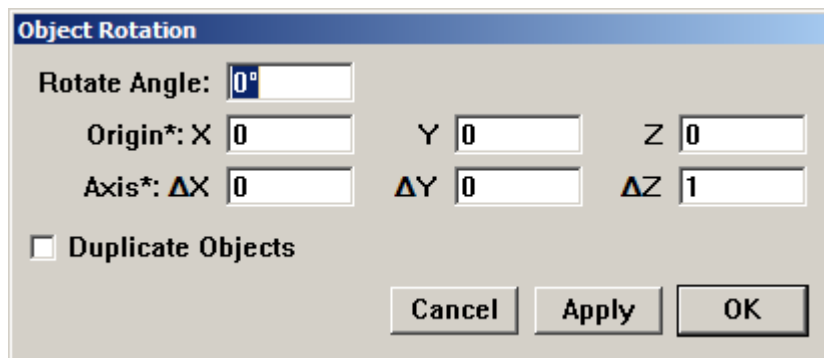 Object Rotation
Rotate Angle: 0°
Origin*: X 0 Y 0 Z 0
Axis*: ΔX 0 ΔY 0 ΔZ 1
Duplicate Objects
Cancel Apply OK